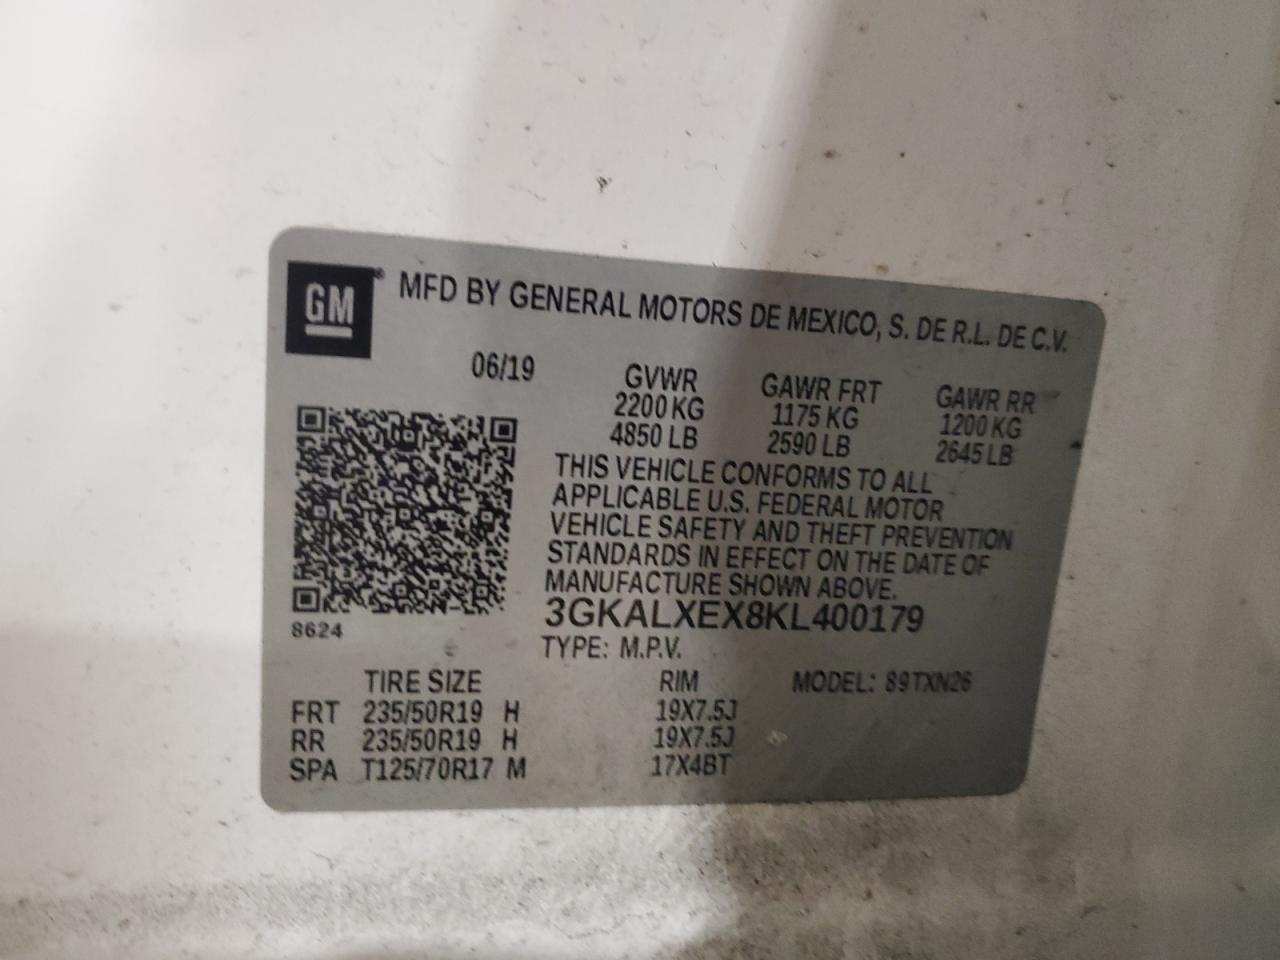 GM® MFD BY GENERAL MOTORS DE MEXICO, S. DE R.L. DE C.V.
06/19 GVWR GAWR FRT GAWR RR
2200 KG 1175 KG 1200 KG
4850 LB 2590 LB 2645 LB
THIS VEHICLE CONFORMS TO ALL
APPLICABLE U.S. FEDERAL MOTOR
VEHICLE SAFETY AND THEFT PREVENTION
STANDARDS IN EFFECT ON THE DATE OF
MANUFACTURE SHOWN ABOVE.
3GKALXEX8KL400179
8624
TYPE: M.P.V.
TIRE SIZE RIM MODEL: 89TXN26
FRT 235/50R19 H 19X7.5J
RR 235/50R19 H 19X7.5J
SPA T125/70R17 M 17X4BT